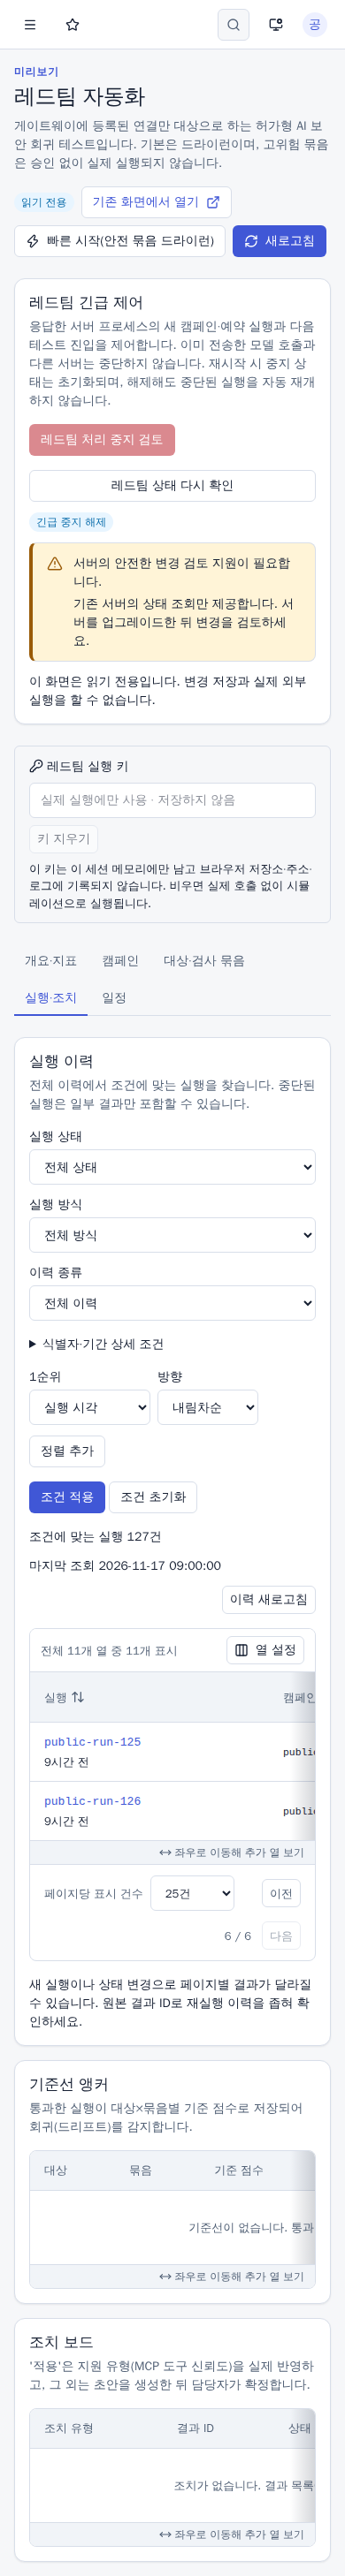 공
미리보기
레드팀 자동화
게이트웨이에 등록된 연결만 대상으로 하는 허가형 AI 보
안 회귀 테스트입니다. 기본은 드라이런이며, 고위험 묶음
은 승인 없이 실제 실행되지 않습니다.
읽기 전용
기존 화면에서 열기
빠른 시작(안전 묶음 드라이런)
새로고침
레드팀 긴급 제어
응답한 서버 프로세스의 새 캠페인·예약 실행과 다음
테스트 진입을 제어합니다. 이미 전송한 모델 호출과
다른 서버는 중단하지 않습니다. 재시작 시 중지 상
태는 초기화되며, 해제해도 중단된 실행을 자동 재개
하지 않습니다.
레드팀 처리 중지 검토
레드팀 상태 다시 확인
긴급 중지 해제
서버의 안전한 변경 검토 지원이 필요합
니다.
기존 서버의 상태 조회만 제공합니다. 서
버를 업그레이드한 뒤 변경을 검토하세
요.
이 화면은 읽기 전용입니다. 변경 저장과 실제 외부
실행을 할 수 없습니다.
레드팀 실행 키
실제 실행에만 사용 · 저장하지 않음
키 지우기
이 키는 이 세션 메모리에만 남고 브라우저 저장소·주소·
로그에 기록되지 않습니다. 비우면 실제 호출 없이 시뮬
레이션으로 실행됩니다.
개요·지표
캠페인
대상·검사 묶음
실행·조치
일정
실행 이력
전체 이력에서 조건에 맞는 실행을 찾습니다. 중단된
실행은 일부 결과만 포함할 수 있습니다.
실행 상태
전체 상태
실행 방식
전체 방식
이력 종류
전체 이력
▶ 식별자·기간 상세 조건
1순위
방향
실행 시각
내림차순
정렬 추가
조건 적용
조건 초기화
조건에 맞는 실행 127건
마지막 조회 2026-11-17 09:00:00
이력 새로고침
전체 11개 열 중 11개 표시
열 설정
실행
캠페인
public-run-125
9시간 전
public
public-run-126
9시간 전
public
좌우로 이동해 추가 열 보기
페이지당 표시 건수
25건
이전
6 / 6
다음
새 실행이나 상태 변경으로 페이지별 결과가 달라질
수 있습니다. 원본 결과 ID로 재실행 이력을 좁혀 확
인하세요.
기준선 앵커
통과한 실행이 대상×묶음별 기준 점수로 저장되어
회귀(드리프트)를 감지합니다.
대상
묶음
기준 점수
기준선이 없습니다. 통과
좌우로 이동해 추가 열 보기
조치 보드
'적용'은 지원 유형(MCP 도구 신뢰도)을 실제 반영하
고, 그 외는 초안을 생성한 뒤 담당자가 확정합니다.
조치 유형
결과 ID
상태
조치가 없습니다. 결과 목록
좌우로 이동해 추가 열 보기